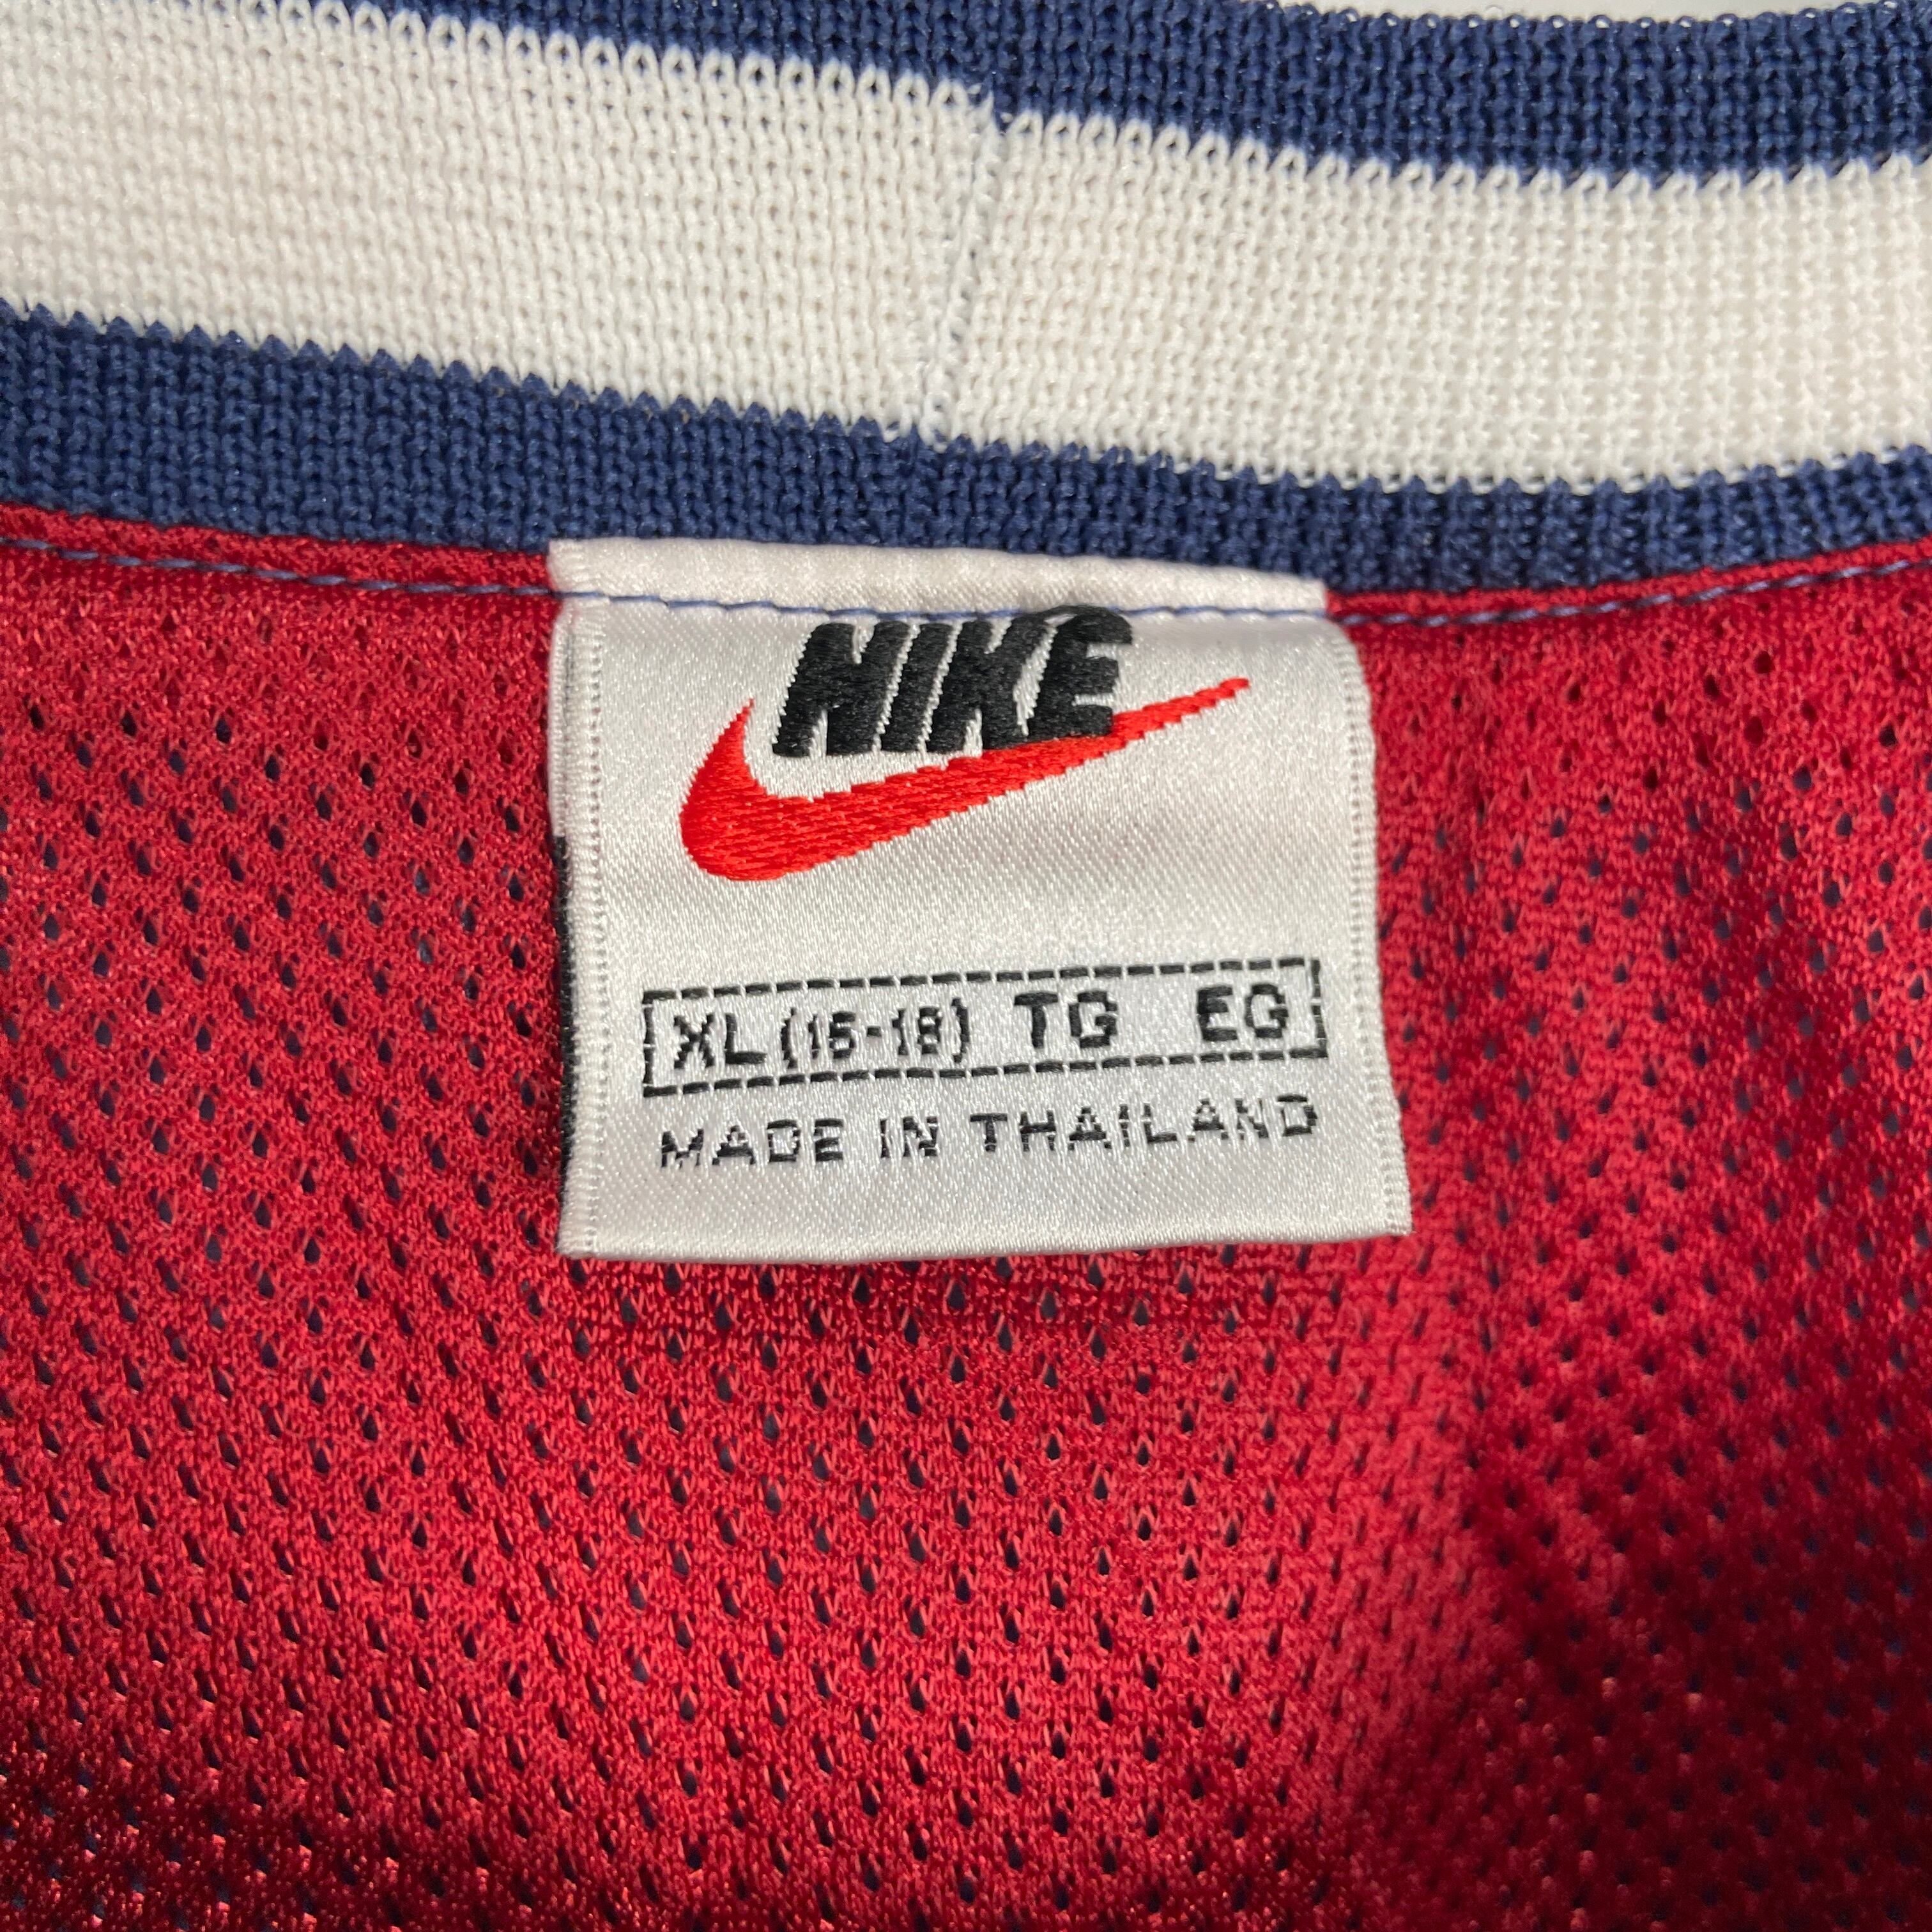 NIKE
XL (15-18) TG EG
MADE IN THAILAND